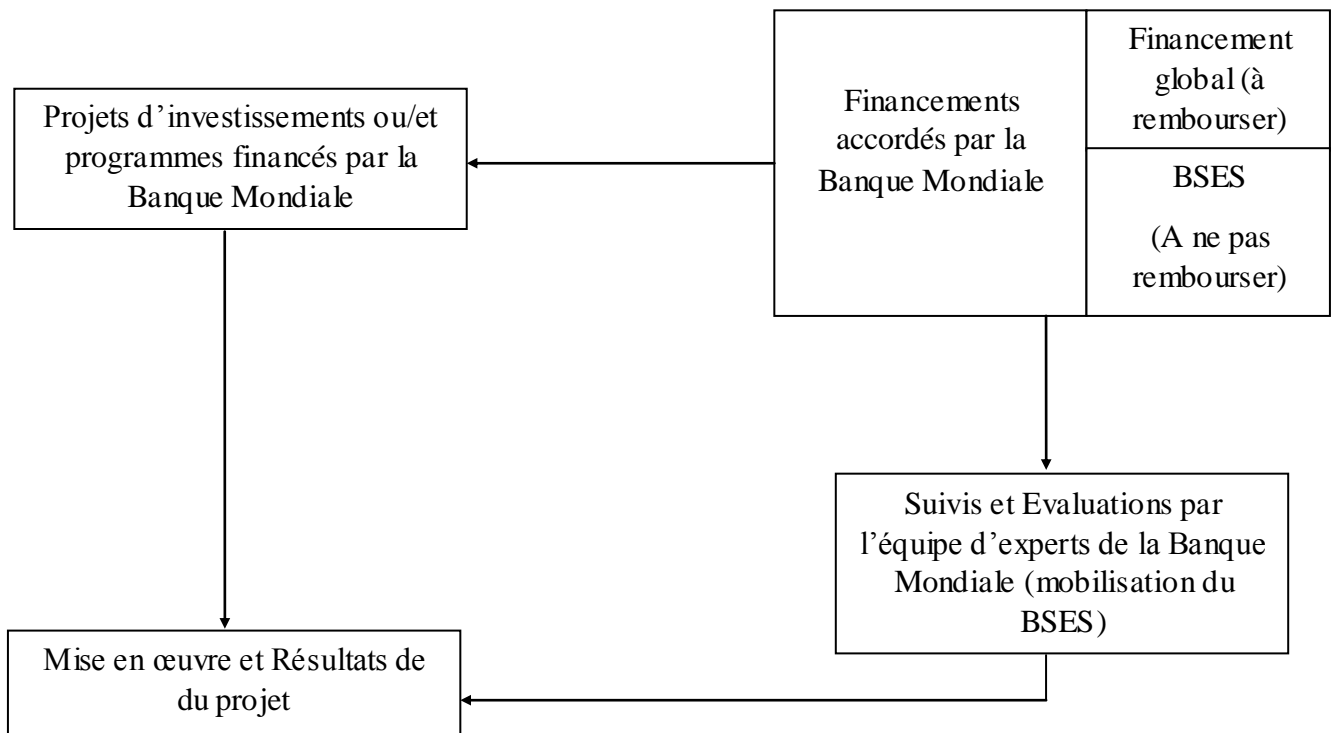 Financement
global (à
rembourser)
Financements
accordés par la
Banque Mondiale
BSES
(A ne pas
rembourser)
Projets d’investissements ou/et
programmes financés par la
Banque Mondiale
Suivis et Evaluations par
l’équipe d’experts de la Banque
Mondiale (mobilisation du
BSES)
Mise en œuvre et Résultats de
du projet